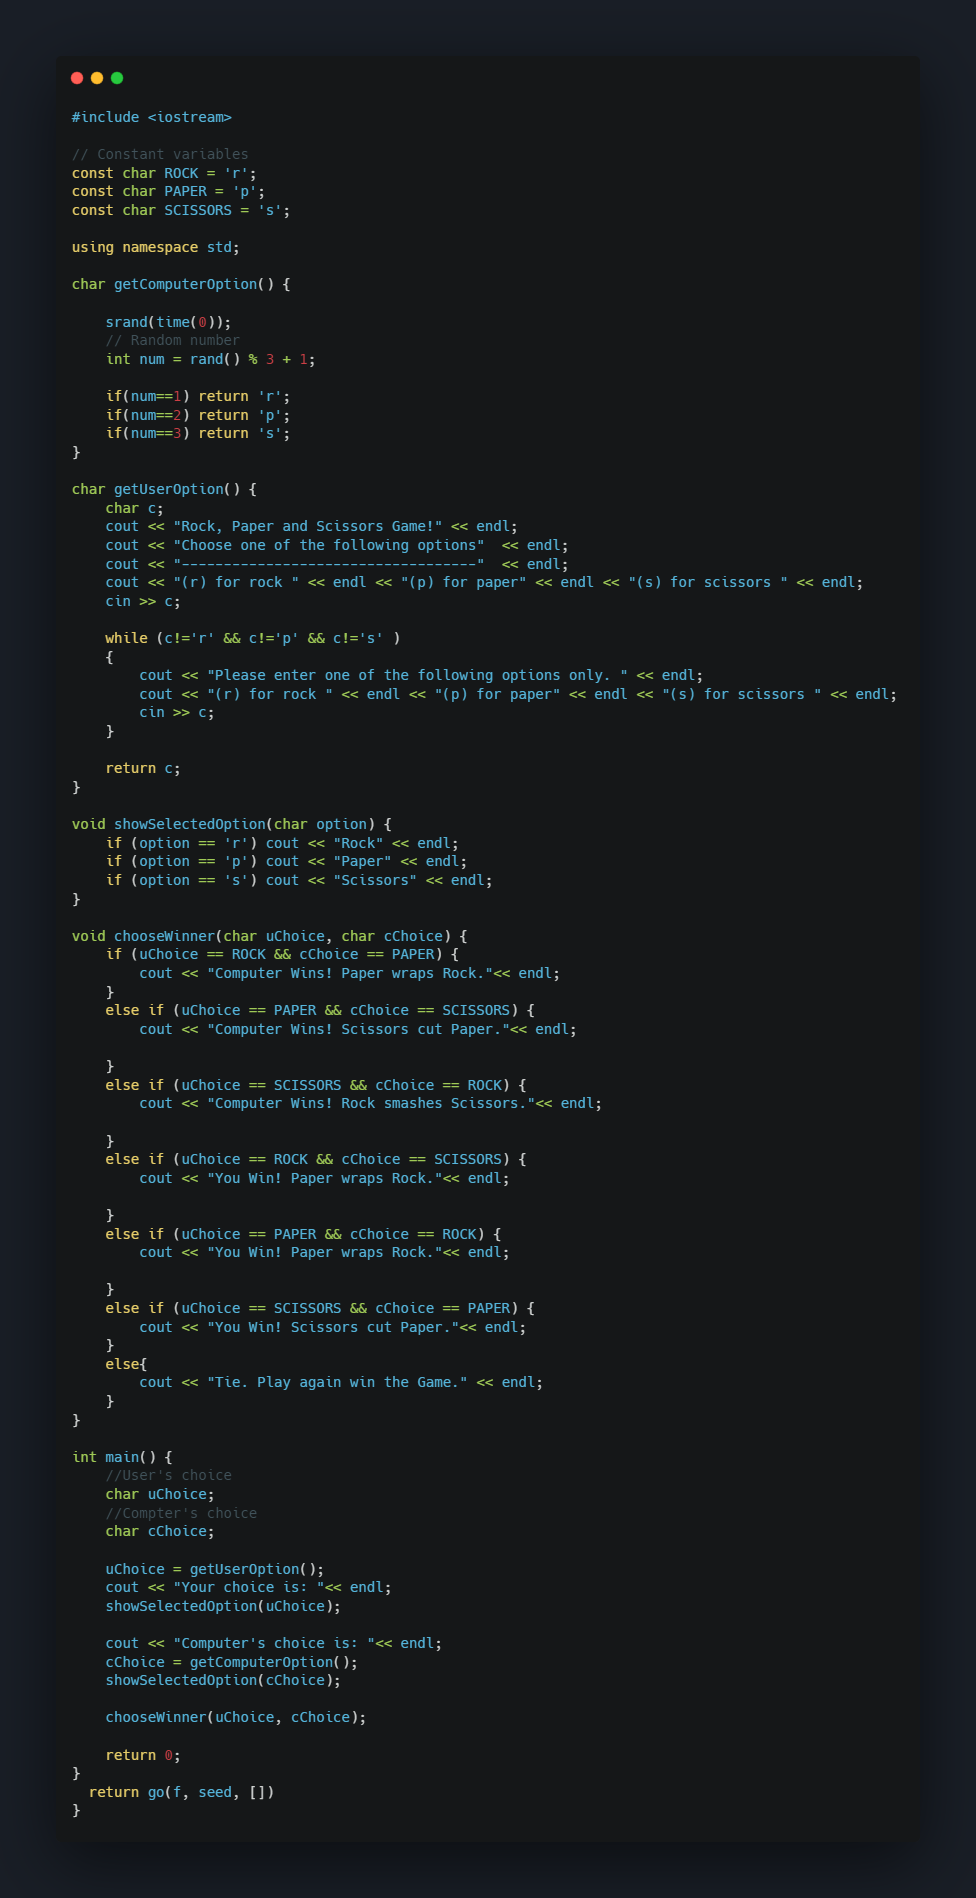 #include <iostream>

// Constant variables
const char ROCK = 'r';
const char PAPER = 'p';
const char SCISSORS = 's';

using namespace std;

char getComputerOption() {

    srand(time(0));
    // Random number
    int num = rand() % 3 + 1;

    if(num==1) return 'r';
    if(num==2) return 'p';
    if(num==3) return 's';
}

char getUserOption() {
    char c;
    cout << "Rock, Paper and Scissors Game!" << endl;
    cout << "Choose one of the following options"  << endl;
    cout << "-----------------------------------"  << endl;
    cout << "(r) for rock " << endl << "(p) for paper" << endl << "(s) for scissors " << endl;
    cin >> c;

    while (c!='r' && c!='p' && c!='s' )
    {
        cout << "Please enter one of the following options only. " << endl;
        cout << "(r) for rock " << endl << "(p) for paper" << endl << "(s) for scissors " << endl;
        cin >> c;
    }

    return c;
}

void showSelectedOption(char option) {
    if (option == 'r') cout << "Rock" << endl;
    if (option == 'p') cout << "Paper" << endl;
    if (option == 's') cout << "Scissors" << endl;
}

void chooseWinner(char uChoice, char cChoice) {
    if (uChoice == ROCK && cChoice == PAPER) {
        cout << "Computer Wins! Paper wraps Rock."<< endl;
    }
    else if (uChoice == PAPER && cChoice == SCISSORS) {
        cout << "Computer Wins! Scissors cut Paper."<< endl;

    }
    else if (uChoice == SCISSORS && cChoice == ROCK) {
        cout << "Computer Wins! Rock smashes Scissors."<< endl;

    }
    else if (uChoice == ROCK && cChoice == SCISSORS) {
        cout << "You Win! Paper wraps Rock."<< endl;

    }
    else if (uChoice == PAPER && cChoice == ROCK) {
        cout << "You Win! Paper wraps Rock."<< endl;

    }
    else if (uChoice == SCISSORS && cChoice == PAPER) {
        cout << "You Win! Scissors cut Paper."<< endl;
    }
    else{
        cout << "Tie. Play again win the Game." << endl;
    }
}

int main() {
    //User's choice
    char uChoice;
    //Compter's choice
    char cChoice;

    uChoice = getUserOption();
    cout << "Your choice is: "<< endl;
    showSelectedOption(uChoice);

    cout << "Computer's choice is: "<< endl;
    cChoice = getComputerOption();
    showSelectedOption(cChoice);

    chooseWinner(uChoice, cChoice);

    return 0;
}
  return go(f, seed, [])
}